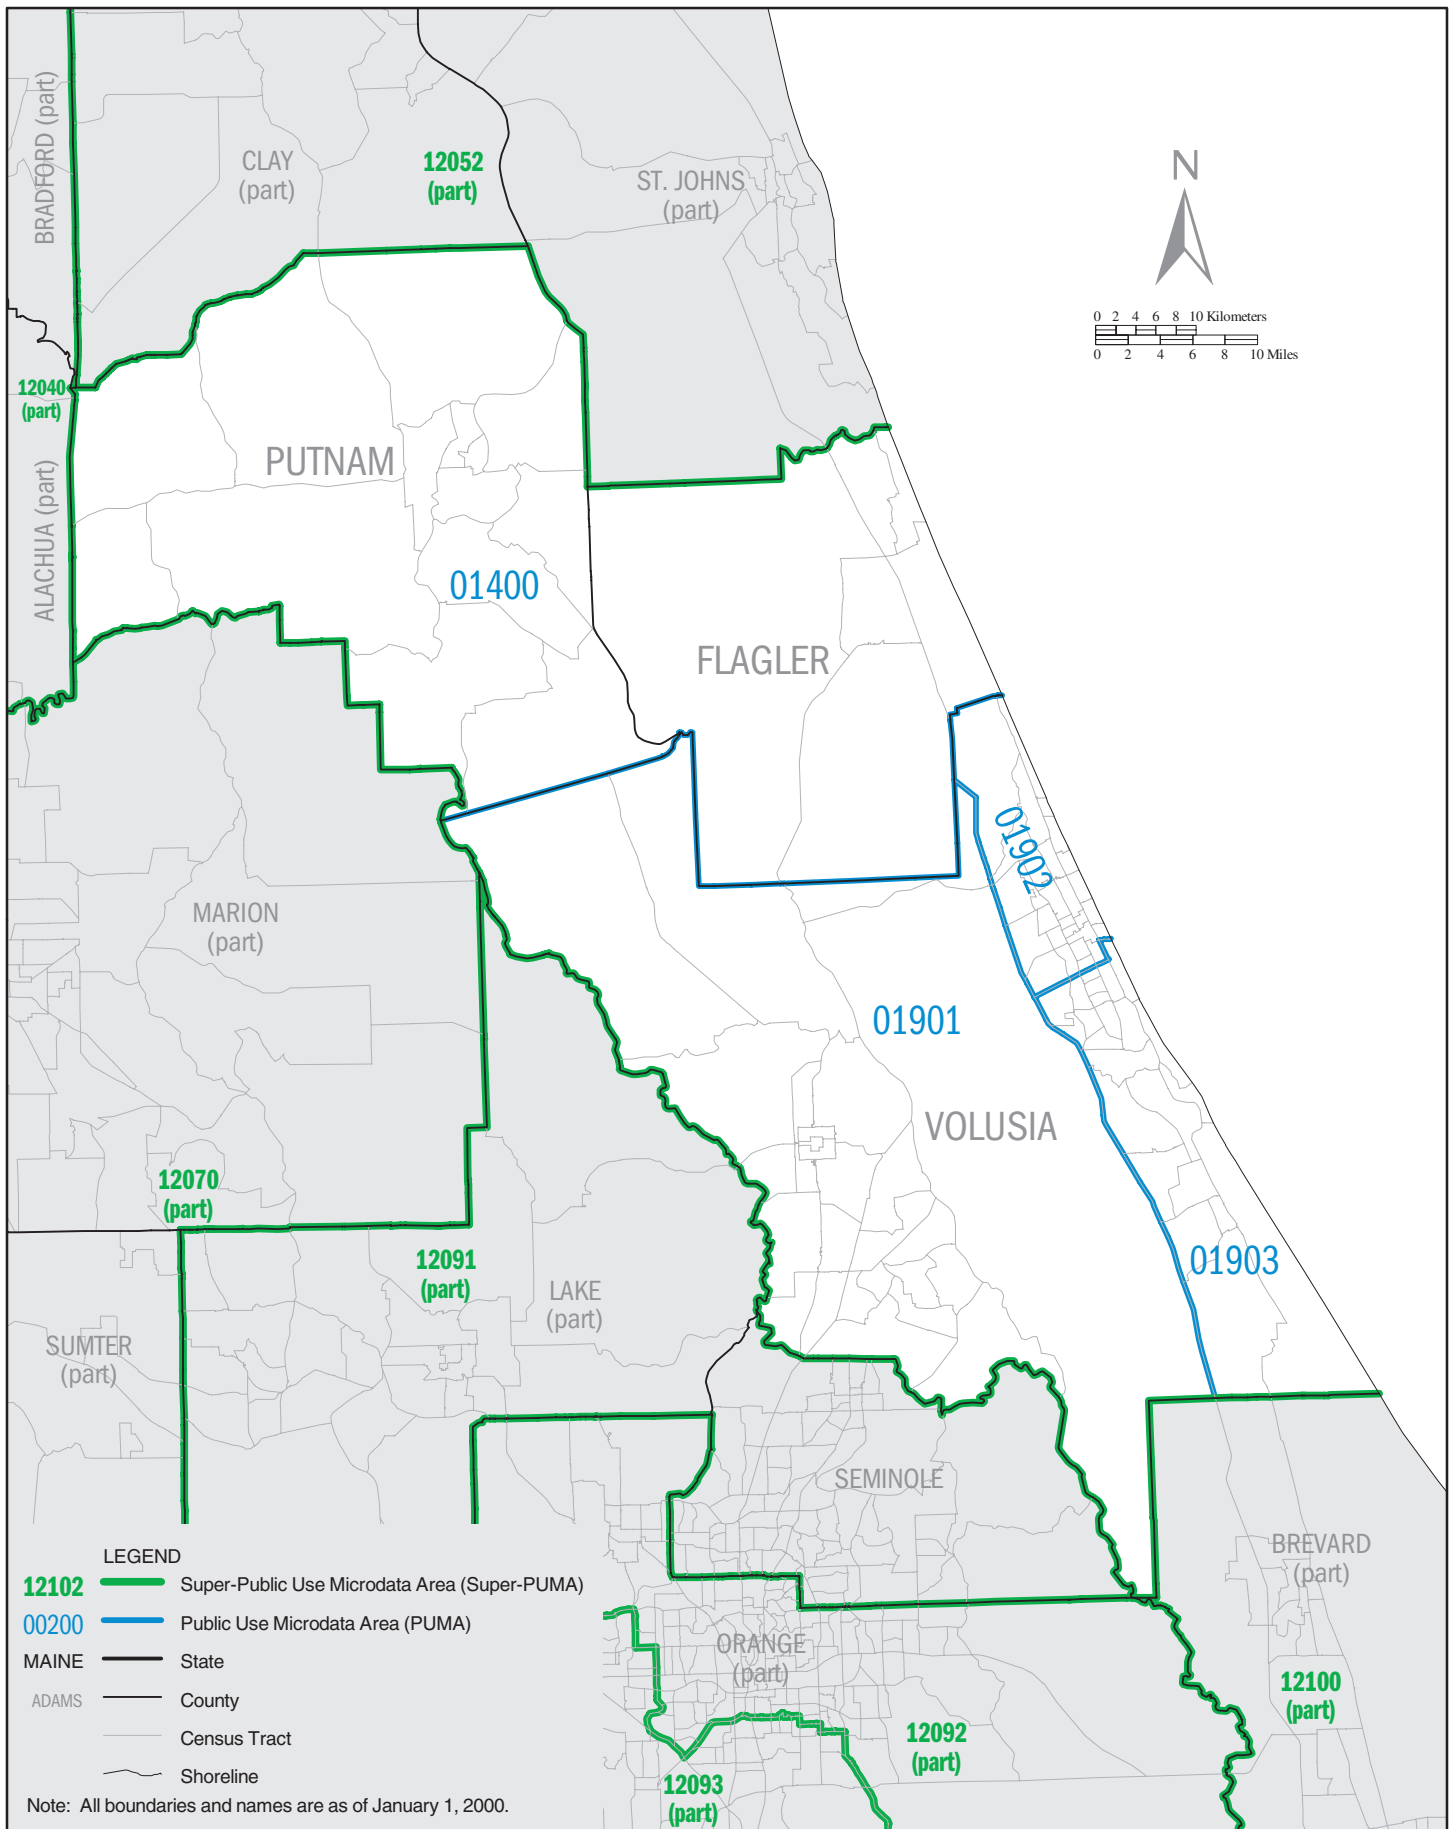 BRADFORD (part)
CLAY
(part)
12052
(part)
ST. JOHNS
(part)
N
0 2 4 6 8 10 Kilometers
0 2 4 6 8 10 Miles
12040
(part)
PUTNAM
ALACHUA (part)
01400
FLAGLER
01902
MARION
(part)
01901
VOLUSIA
12070
(part)
12091
(part)
LAKE
(part)
01903
SUMTER
(part)
SEMINOLE
BREVARD
(part)
ORANGE
(part)
12100
(part)
12092
(part)
12093
(part)
LEGEND
12102 Super-Public Use Microdata Area (Super-PUMA)
00200 Public Use Microdata Area (PUMA)
MAINE State
ADAMS County
Census Tract
Shoreline
Note: All boundaries and names are as of January 1, 2000.